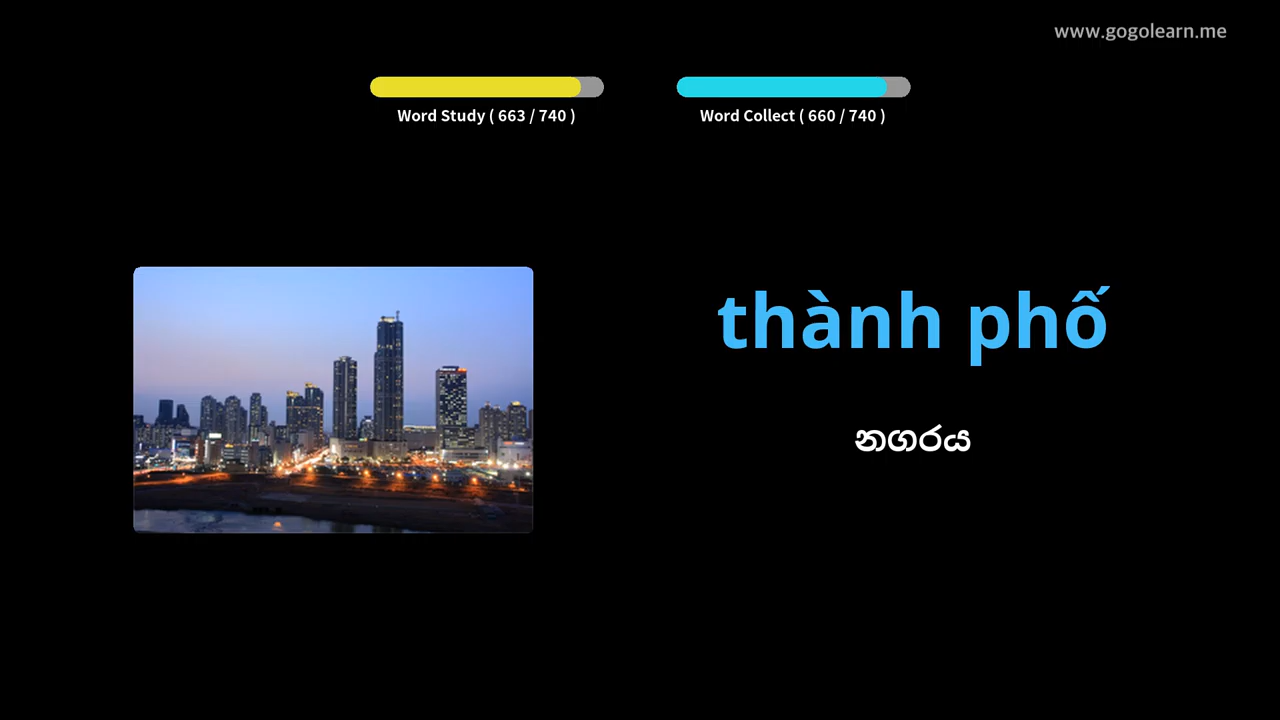 www.gogolearn.me
Word Study ( 663 / 740 )
Word Collect ( 660 / 740 )
thành phố
නගරය